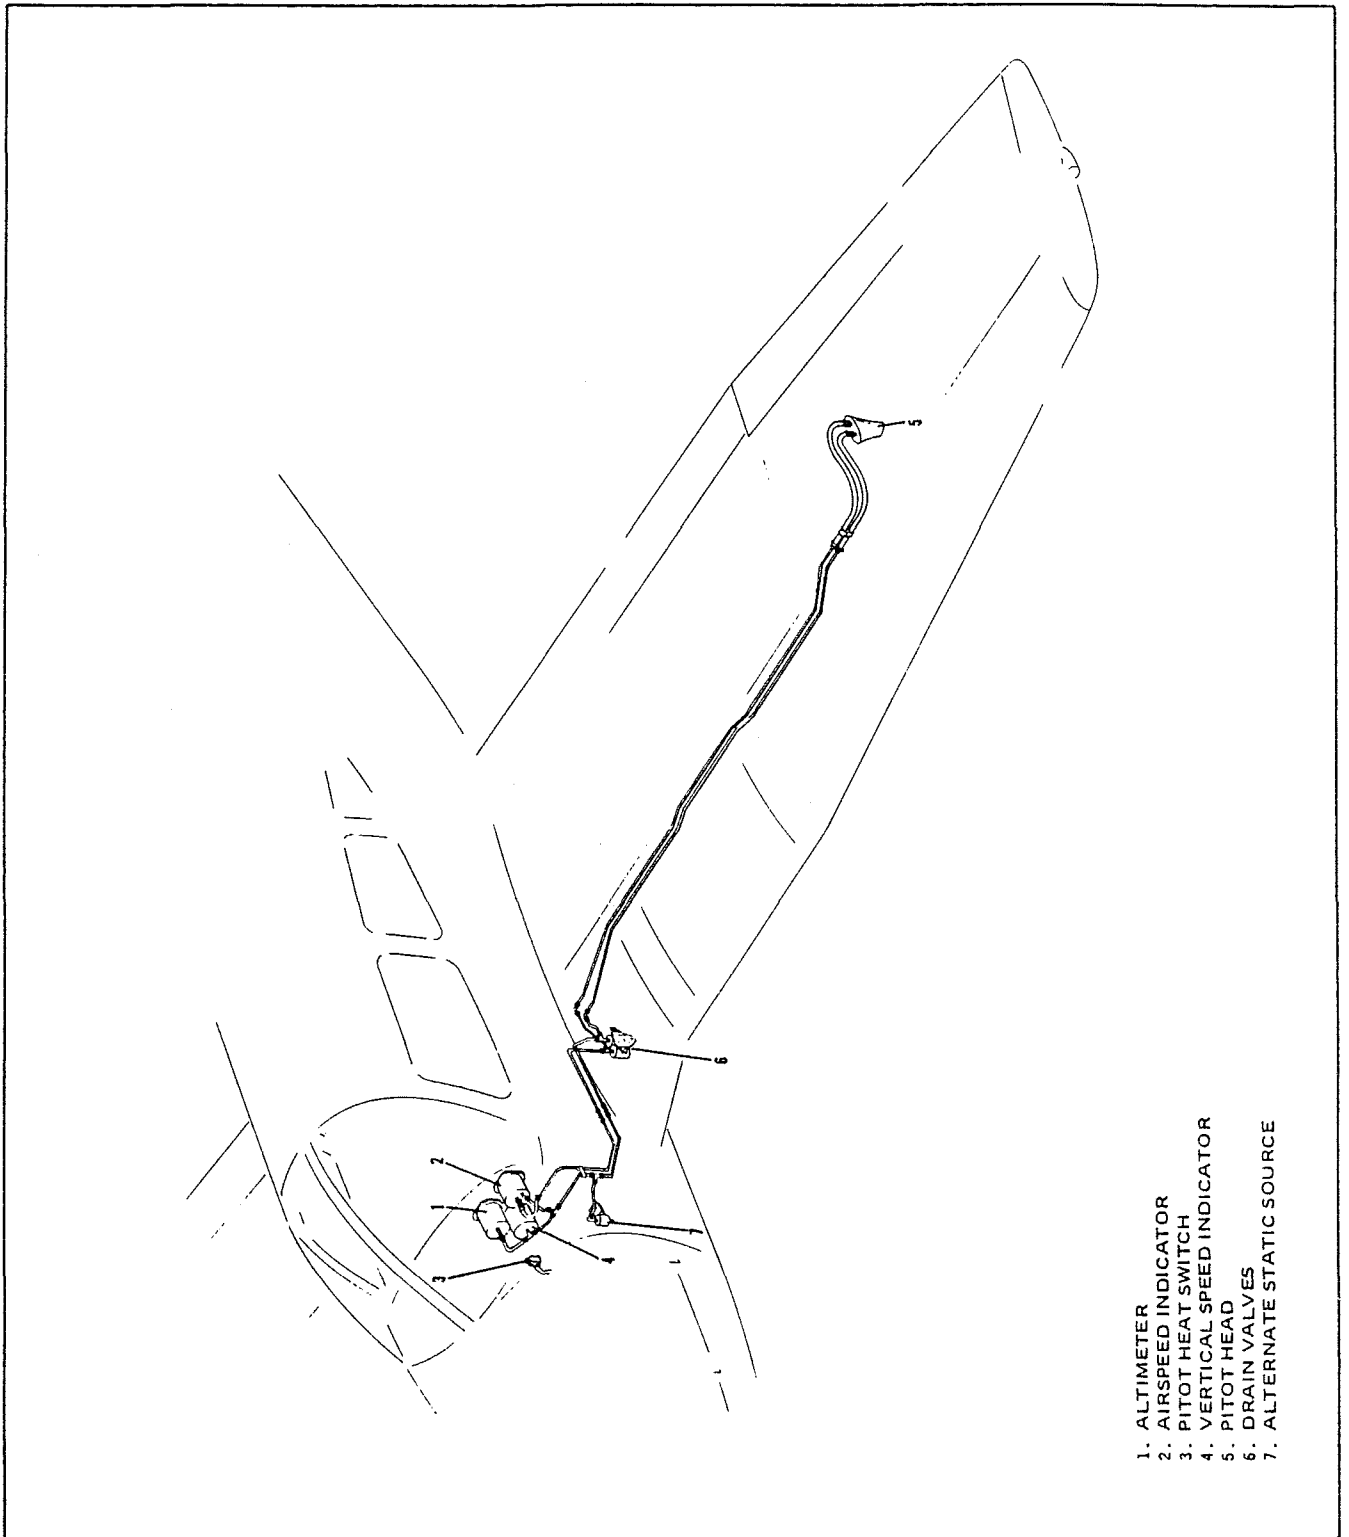 1
2
3
4
5
6
7
1. ALTIMETER
2. AIRSPEED INDICATOR
3. PITOT HEAT SWITCH
4. VERTICAL SPEED INDICATOR
5. PITOT HEAD
6. DRAIN VALVES
7. ALTERNATE STATIC SOURCE